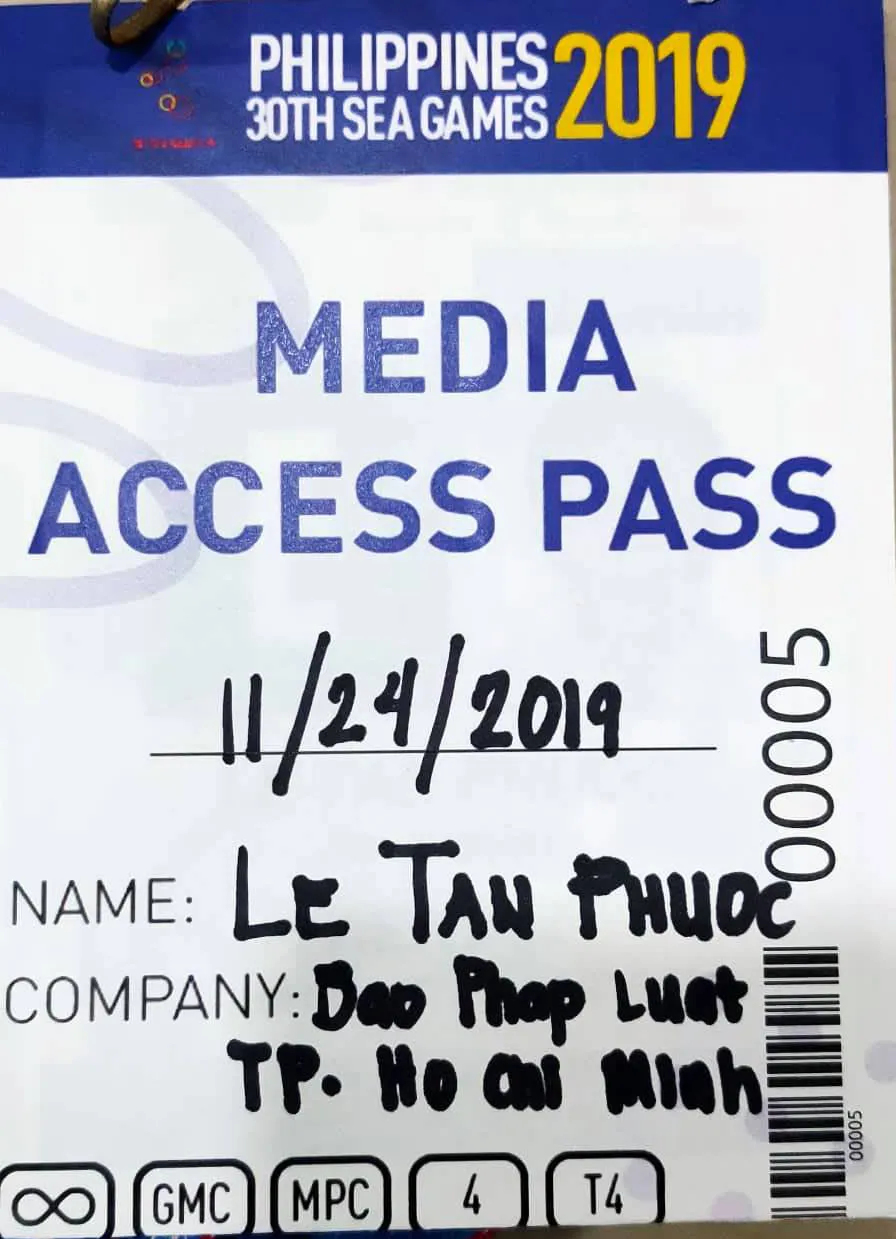 PHILIPPINES
30TH SEA GAMES
2019
MEDIA
ACCESS PASS
11/24/2019
00005
NAME: LE TAN PHUOC
COMPANY: Bao Phap Luat
TP. Ho Chi Minh
00005
∞ GMC MPC 4 T4